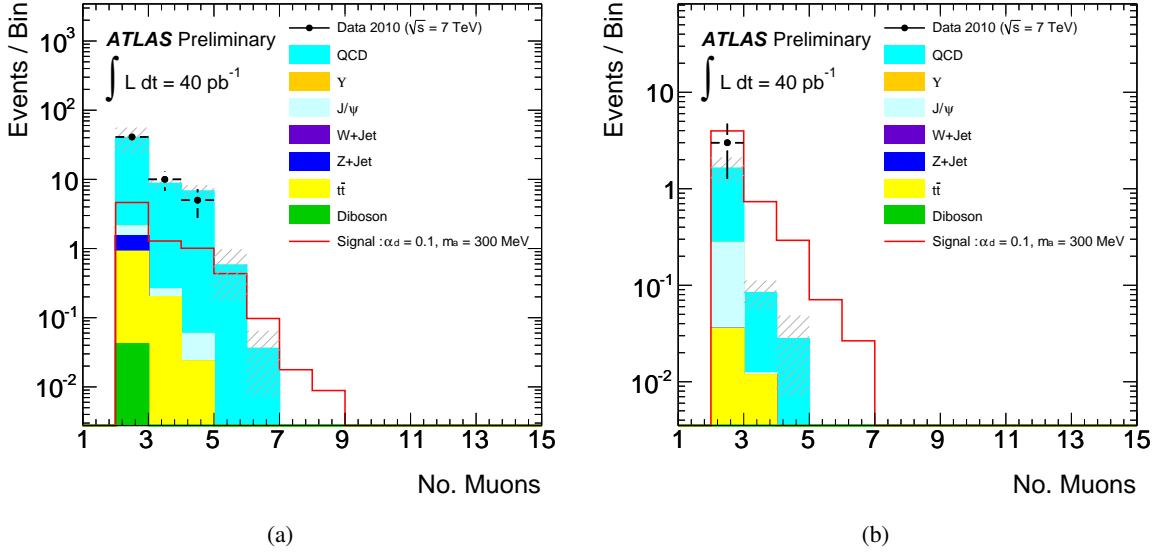 Events / Bin
10³
10²
10
1
10⁻¹
10⁻²
ATLAS Preliminary
∫ L dt = 40 pb⁻¹
Data 2010 (√s = 7 TeV)
QCD
ϒ
J/ψ
W+Jet
Z+Jet
tt̄
Diboson
Signal :α_d = 0.1, m_a = 300 MeV
1 3 5 7 9 11 13 15
No. Muons
(a)
Events / Bin
10
1
10⁻¹
10⁻²
ATLAS Preliminary
∫ L dt = 40 pb⁻¹
Data 2010 (√s = 7 TeV)
QCD
ϒ
J/ψ
W+Jet
Z+Jet
tt̄
Diboson
Signal :α_d = 0.1, m_a = 300 MeV
1 3 5 7 9 11 13 15
No. Muons
(b)